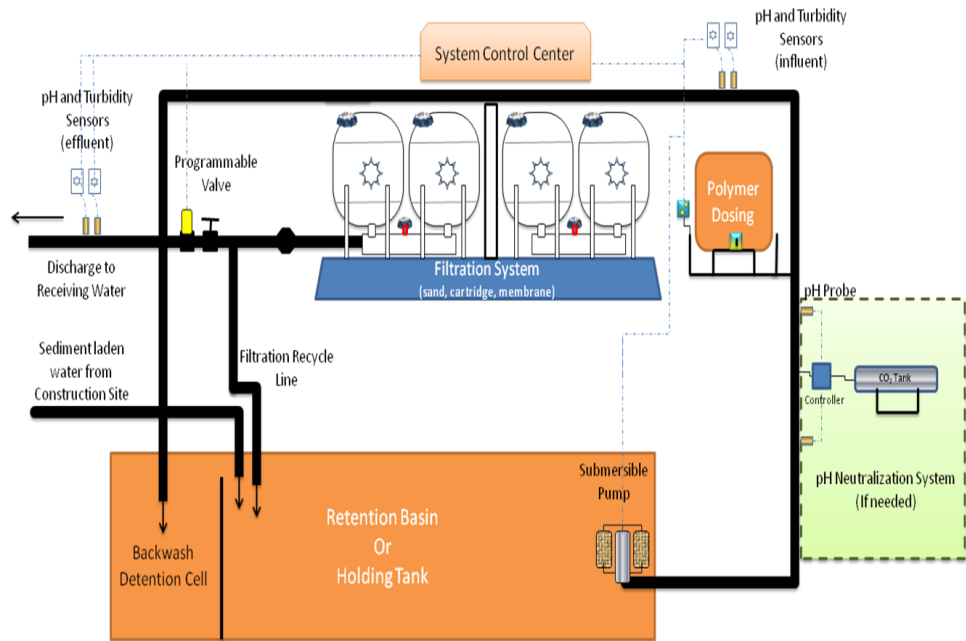 System Control Center
pH and Turbidity
Sensors
(influent)
pH and Turbidity
Sensors
(effluent)
Programmable
Valve
Polymer
Dosing
Discharge to
Receiving Water
Filtration System
(sand, cartridge, membrane)
pH Probe
Sediment laden
water from
Construction Site
Filtration Recycle
Line
CO₂ Tank
Controller
Submersible
Pump
pH Neutralization System
(If needed)
Retention Basin
Or
Holding Tank
Backwash
Detention Cell